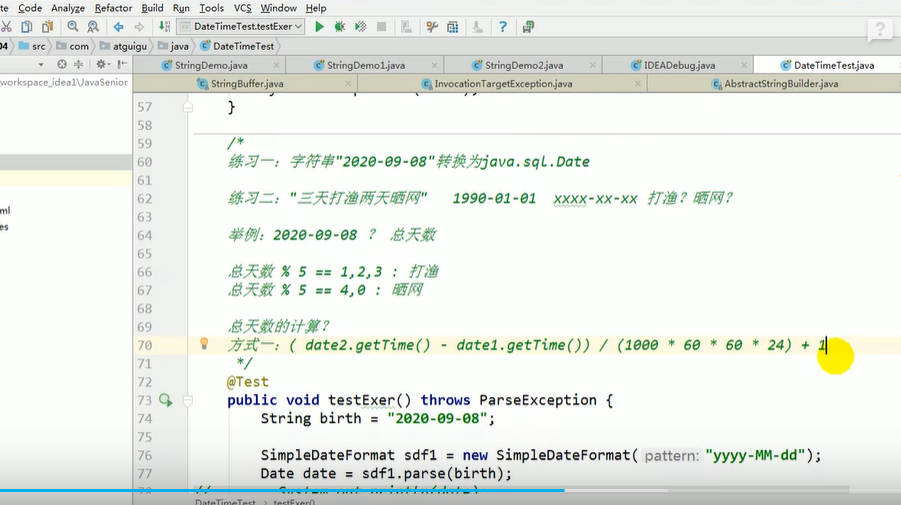 te Code Analyze Refactor Build Run Tools VCS Window Help
DateTimeTest.testExer
04 src com atguigu java DateTimeTest
StringDemo.java StringDemo1.java StringDemo2.java IDEADebug.java DateTimeTest.java
workspace_idea1\JavaSenior StringBuffer.java InvocationTargetException.java AbstractStringBuilder.java
57 }
58
59 /*
60 练习一：字符串"2020-09-08"转换为java.sql.Date
61
62 练习二："三天打渔两天晒网" 1990-01-01 xxxx-xx-xx 打渔？晒网？
63
64 举例：2020-09-08 ？ 总天数
65
66 总天数 % 5 == 1,2,3 : 打渔
67 总天数 % 5 == 4,0 : 晒网
68
69 总天数的计算？
70 方式一：( date2.getTime() - date1.getTime()) / (1000 * 60 * 60 * 24) + 1
71 */
72 @Test
73 public void testExer() throws ParseException {
74 String birth = "2020-09-08";
75
76 SimpleDateFormat sdf1 = new SimpleDateFormat( pattern: "yyyy-MM-dd");
77 Date date = sdf1.parse(birth);
// System.out.println(date)
DateTimeTest testExer()
ml
es